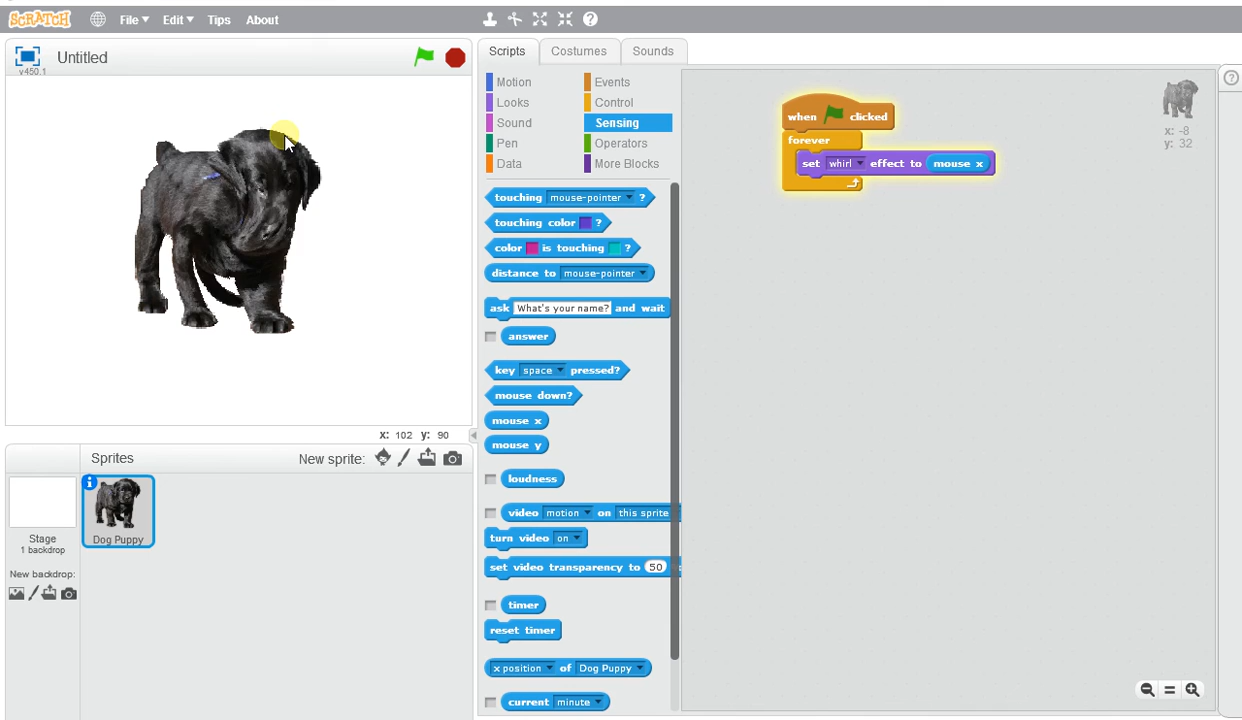 SCRATCH File Edit Tips About
v450.1 Untitled
Scripts Costumes Sounds
Motion Events
Looks Control
Sound Sensing
Pen Operators
Data More Blocks
touching mouse-pointer ?
touching color ?
color is touching ?
distance to mouse-pointer
ask What's your name? and wait
answer
key space pressed?
mouse down?
mouse x
mouse y
loudness
video motion on this sprite
turn video on
set video transparency to 50
timer
reset timer
x position of Dog Puppy
current minute
when clicked
forever
set whirl effect to mouse x
x: -8
y: 32
x: 102 y: 90
Sprites New sprite:
Stage
1 backdrop
New backdrop:
Dog Puppy